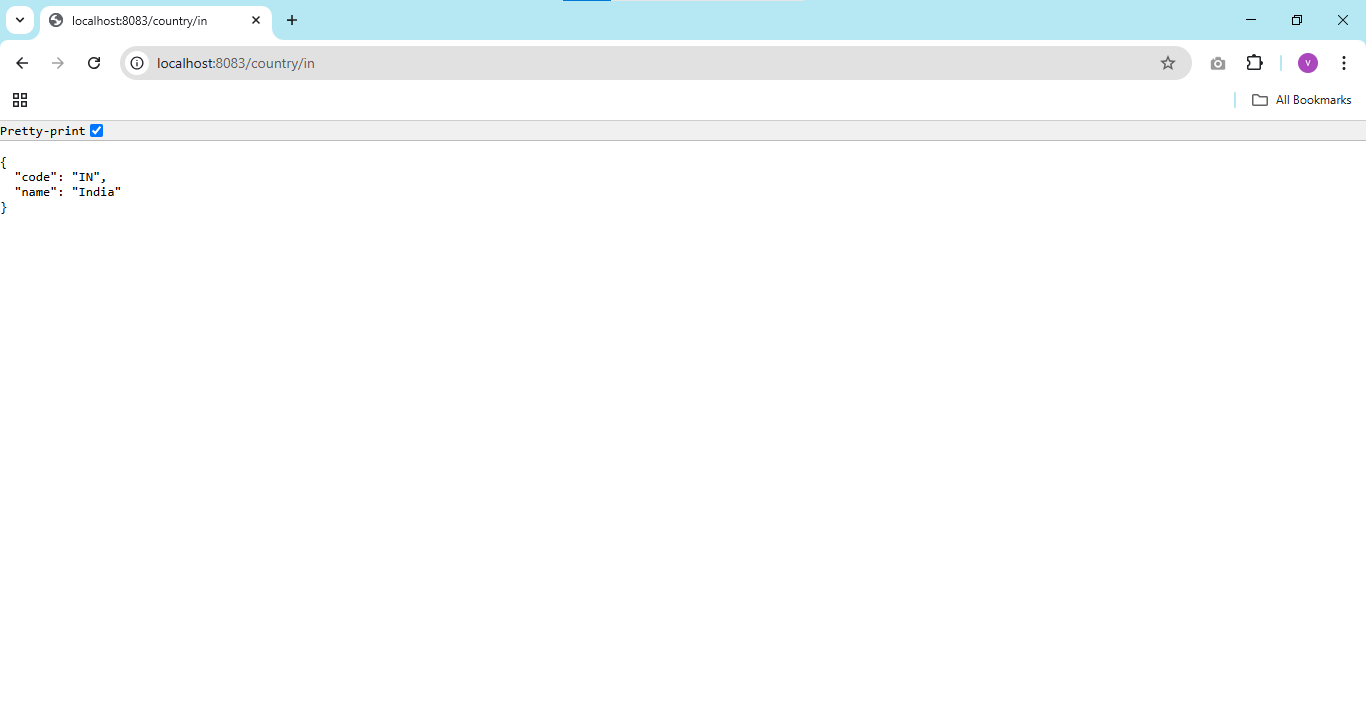 localhost:8083/country/in
localhost:8083/country/in
V
All Bookmarks
Pretty-print
{
  "code": "IN",
  "name": "India"
}